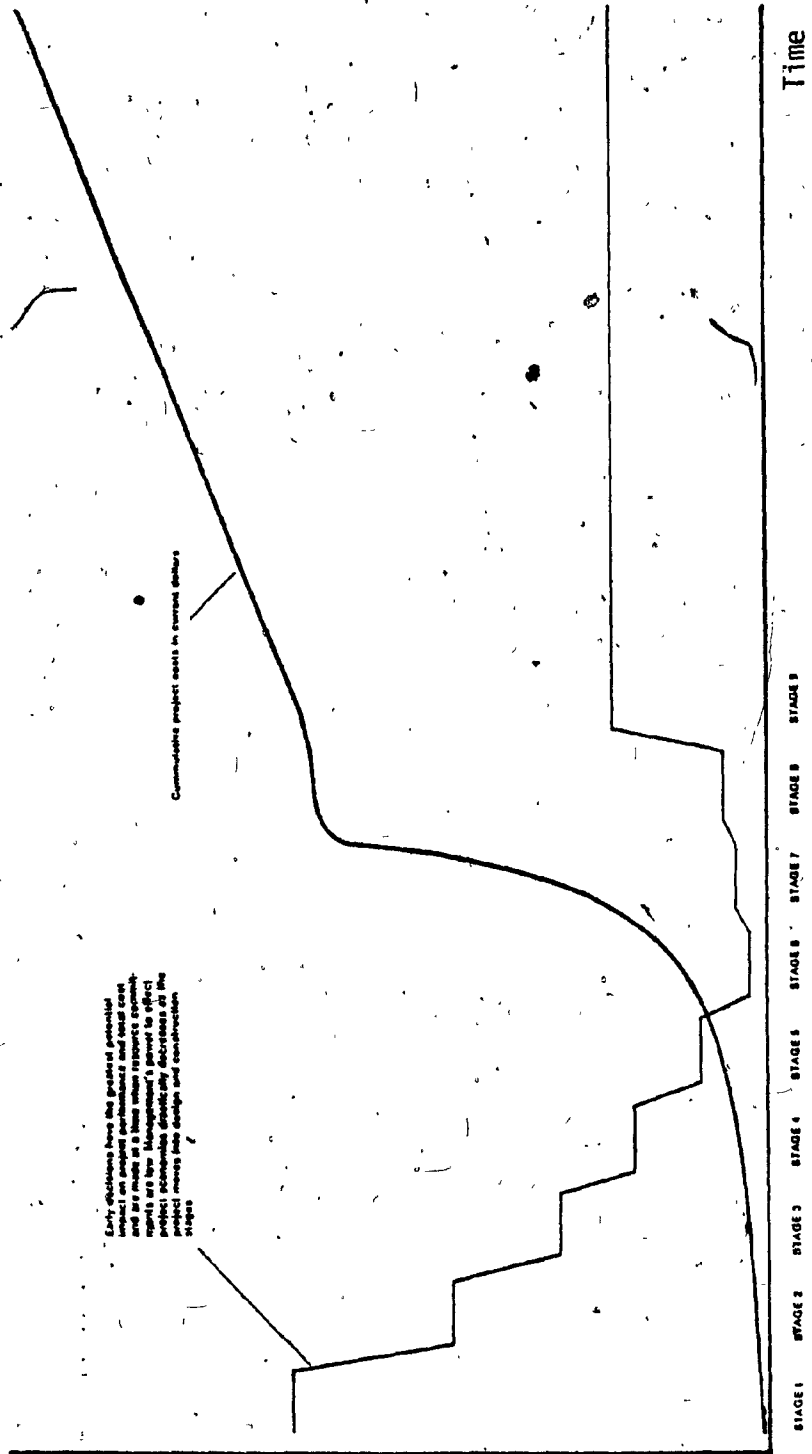 Early decisions have the greatest potential
impact on project performance and total cost
and are made at a time when resource commit-
ments are low Management's power to effect
project economies drastically decreases as the
project moves into design and construction
stages
Cummulative project costs in current dollars
STAGE 1
STAGE 2
STAGE 3
STAGE 4
STAGE 5
STAGE 6
STAGE 7
STAGE 8
STAGE 9
Time